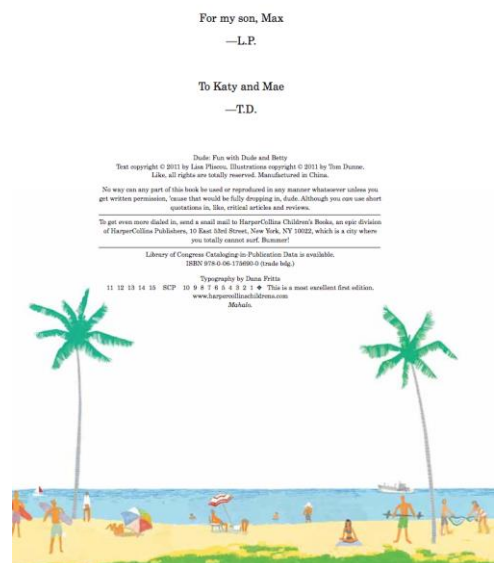 For my son, Max
—L.P.
To Katy and Mae
—T.D.
Dude: Fun with Dude and Betty
Text copyright © 2011 by Lisa Pliscou. Illustrations copyright © 2011 by Tom Dunne.
Like, all rights are totally reserved. Manufactured in China.
No way can any part of this book be used or reproduced in any manner whatsoever unless you
get written permission, 'cause that would be fully dropping in, dude. Although you can use short
quotations in, like, critical articles and reviews.
To get even more dialed in, send a snail mail to HarperCollins Children's Books, an epic division
of HarperCollins Publishers, 10 East 53rd Street, New York, NY 10022, which is a city where
you totally cannot surf. Bummer!
Library of Congress Cataloging-in-Publication Data is available.
ISBN 978-0-06-175690-0 (trade bdg.)
Typography by Dana Fritts
11 12 13 14 15 SCP 10 9 8 7 6 5 4 3 2 1 ❖ This is a most excellent first edition.
www.harpercollinschildrens.com
Mahalo.